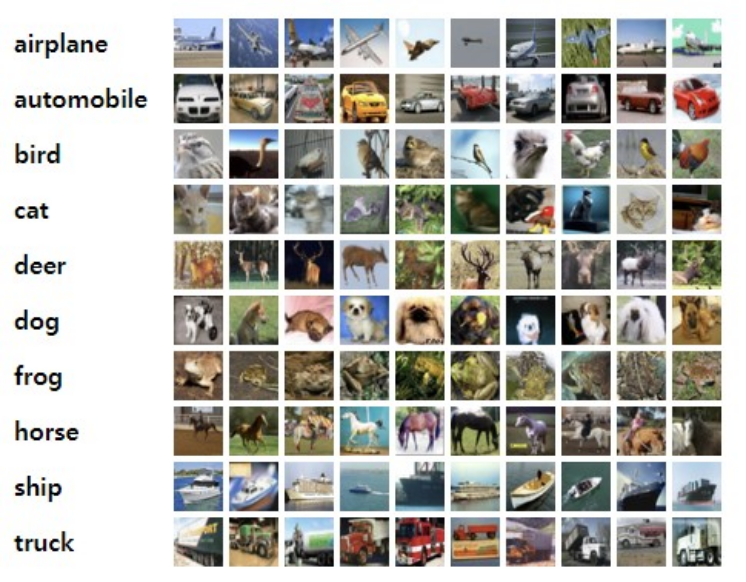 airplane
automobile
bird
cat
deer
dog
frog
horse
ship
truck